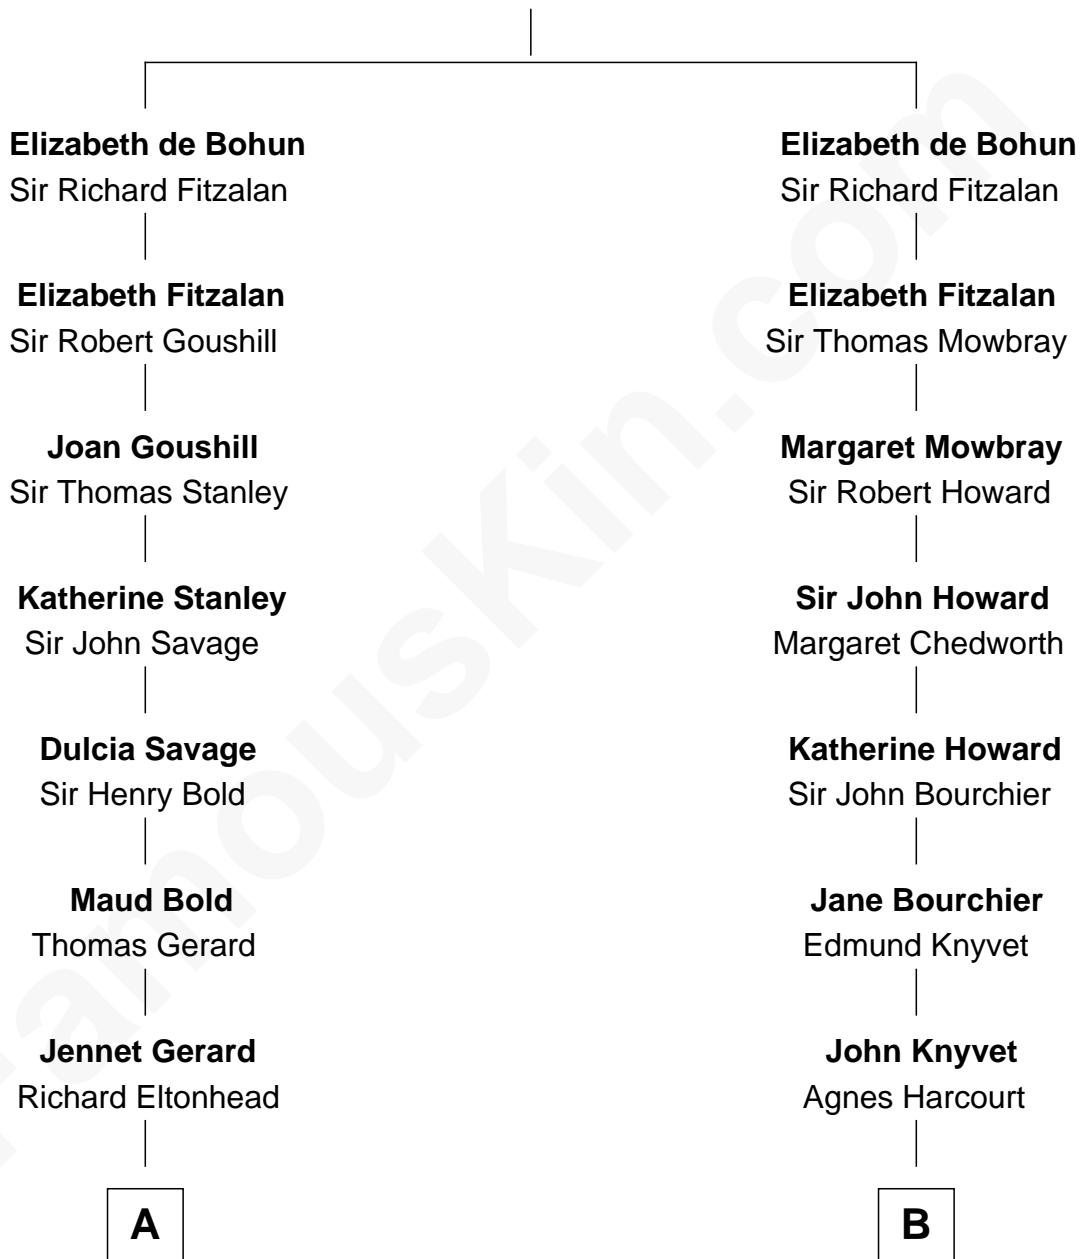 Elizabeth de Bohun
Sir Richard Fitzalan
Elizabeth Fitzalan
Sir Robert Goushill
Joan Goushill
Sir Thomas Stanley
Katherine Stanley
Sir John Savage
Dulcia Savage
Sir Henry Bold
Maud Bold
Thomas Gerard
Jennet Gerard
Richard Eltonhead
A
Elizabeth de Bohun
Sir Richard Fitzalan
Elizabeth Fitzalan
Sir Thomas Mowbray
Margaret Mowbray
Sir Robert Howard
Sir John Howard
Margaret Chedworth
Katherine Howard
Sir John Bourchier
Jane Bourchier
Edmund Knyvet
John Knyvet
Agnes Harcourt
B
FamousKin.com